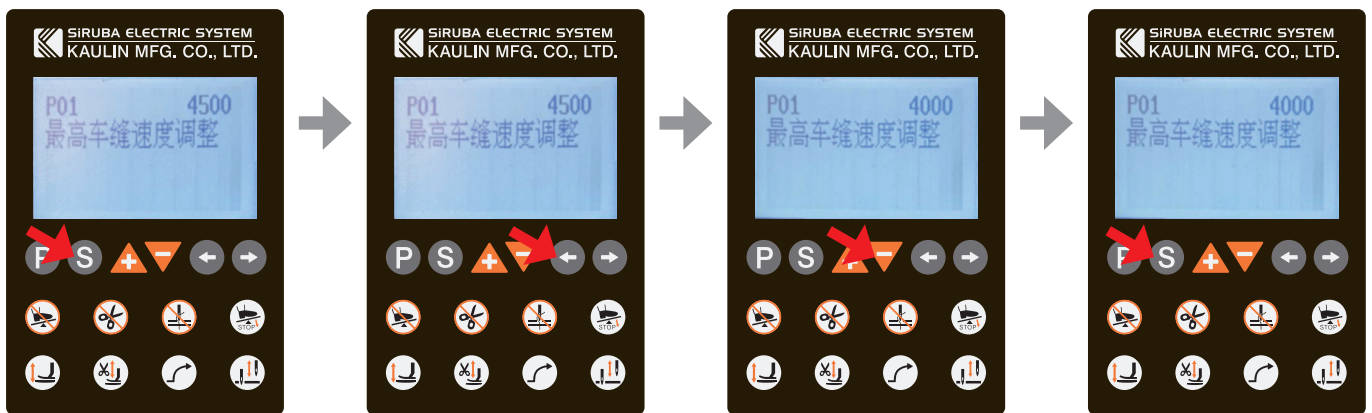 SiRUBA ELECTRIC SYSTEM
KAULIN MFG. CO., LTD.
P01 4500
最高车缝速度调整
P S + −
STOP
SiRUBA ELECTRIC SYSTEM
KAULIN MFG. CO., LTD.
P01 4500
最高车缝速度调整
P S + −
STOP
SiRUBA ELECTRIC SYSTEM
KAULIN MFG. CO., LTD.
P01 4000
最高车缝速度调整
P S + −
STOP
SiRUBA ELECTRIC SYSTEM
KAULIN MFG. CO., LTD.
P01 4000
最高车缝速度调整
P S + −
STOP